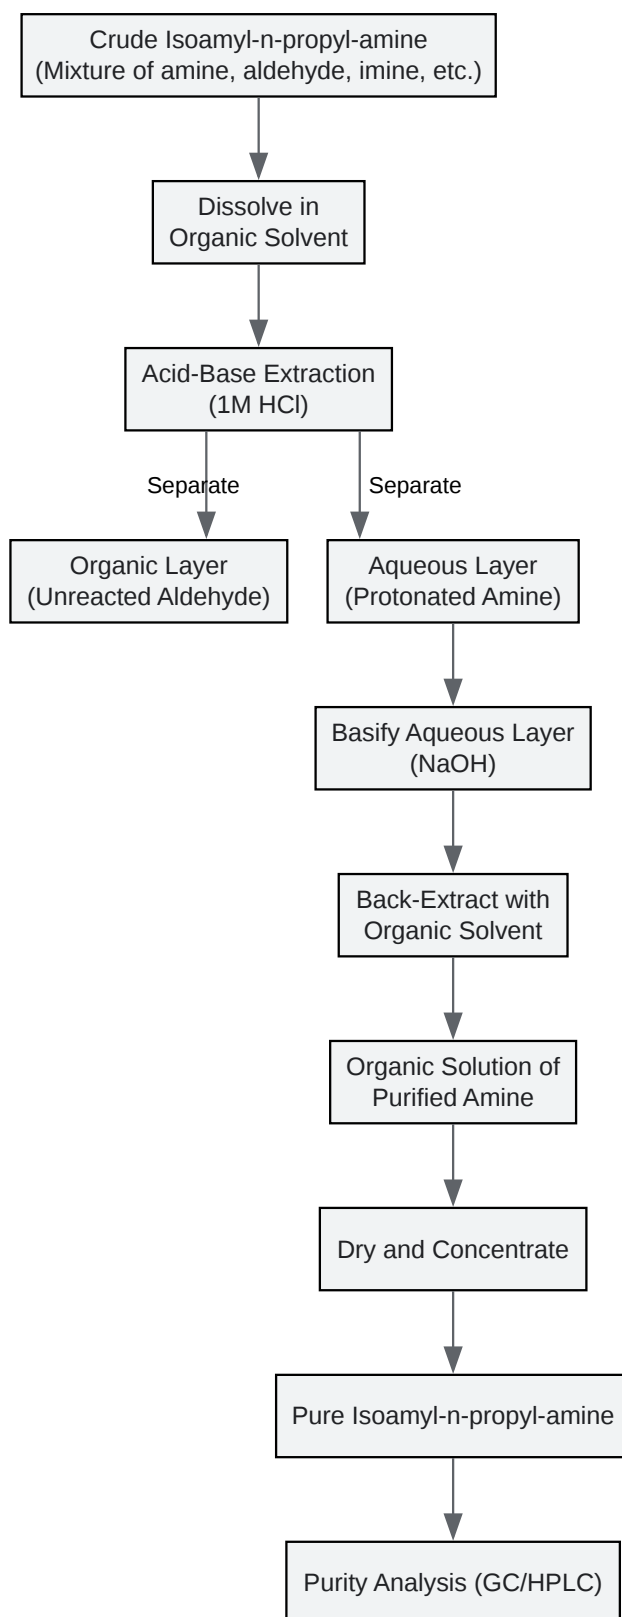 Crude Isoamyl-n-propyl-amine
(Mixture of amine, aldehyde, imine, etc.)
Dissolve in
Organic Solvent
Acid-Base Extraction
(1M HCl)
Separate
Separate
Organic Layer
(Unreacted Aldehyde)
Aqueous Layer
(Protonated Amine)
Basify Aqueous Layer
(NaOH)
Back-Extract with
Organic Solvent
Organic Solution of
Purified Amine
Dry and Concentrate
Pure Isoamyl-n-propyl-amine
Purity Analysis (GC/HPLC)